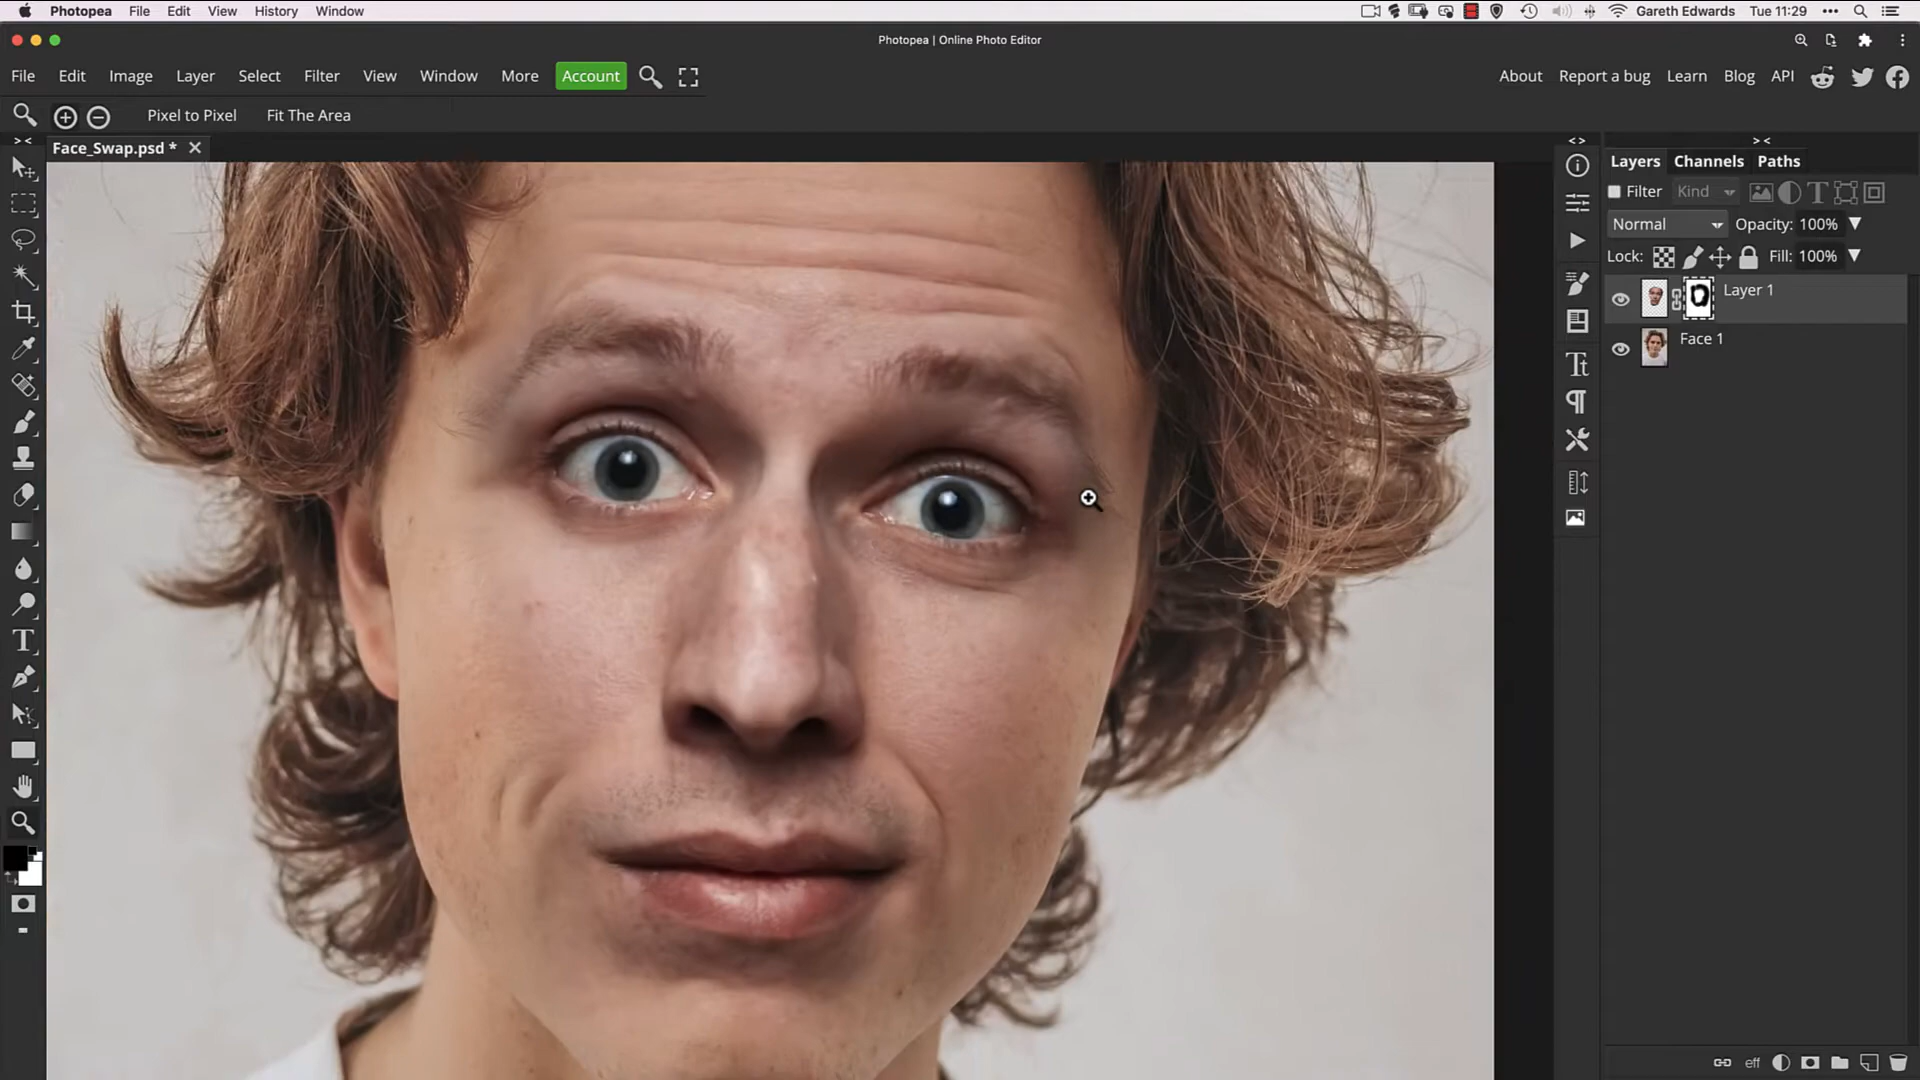 Photopea File Edit View History Window Gareth Edwards Tue 11:29
Photopea | Online Photo Editor
File Edit Image Layer Select Filter View Window More Account About Report a bug Learn Blog API
Pixel to Pixel Fit The Area
Face_Swap.psd *
Layers Channels Paths
Filter Kind
Normal Opacity: 100%
Lock: Fill: 100%
Layer 1
Face 1
eff